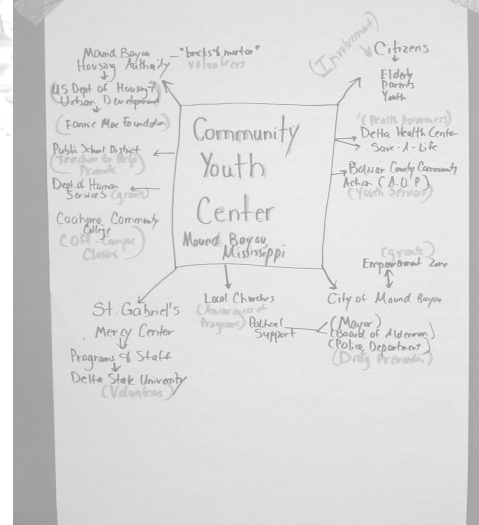 Mound Bayou
Housing Authority
"bricks & mortar"
volunteers
US Dept of Housing
Urban Development
(Fannie Mae Foundation)
Public School District
(Teacher to Help
Promote
Dept. of Human
Services (grants)
Coahoma Community
College
Off-Campus
Classes
(Involvement)
Citizens
Elderly
Parents
Youth
(Health Awareness)
Delta Health Center
Save-A-Life
Bolivar County Community
Action (A.O.P)
(Youth Services)
Community
Youth
Center
Mound Bayou
Mississippi
(grants)
Empowerment Zone
City of Mound Bayou
Political
Support
(Mayor)
(Board of Aldermen)
(Police Department)
(Drug Prevention)
Local Churches
(Awareness of
Programs)
St. Gabriel's
Mercy Center
Programs & Staff
Delta State University
(Volunteers)